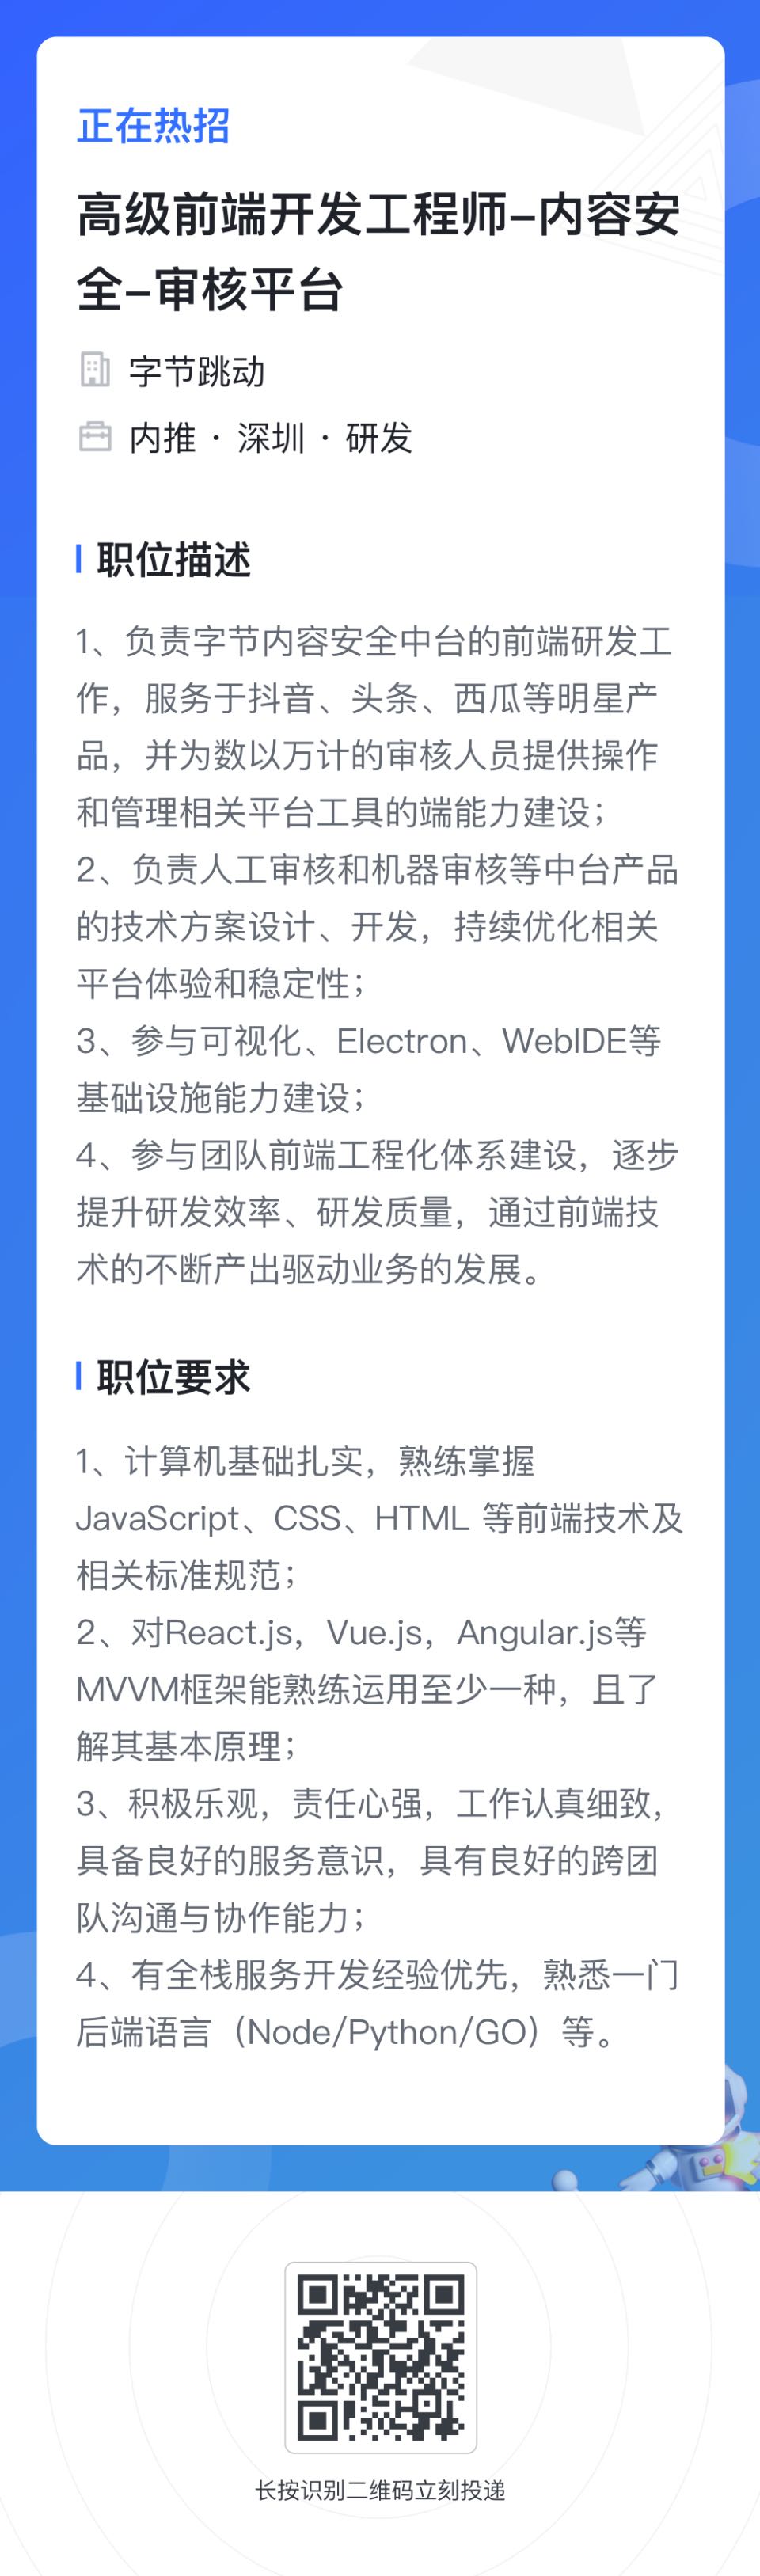 正在热招
高级前端开发工程师-内容安
全-审核平台
字节跳动
内推 · 深圳 · 研发
职位描述
1、负责字节内容安全中台的前端研发工
作，服务于抖音、头条、西瓜等明星产
品，并为数以万计的审核人员提供操作
和管理相关平台工具的端能力建设；
2、负责人工审核和机器审核等中台产品
的技术方案设计、开发，持续优化相关
平台体验和稳定性；
3、参与可视化、Electron、WebIDE等
基础设施能力建设；
4、参与团队前端工程化体系建设，逐步
提升研发效率、研发质量，通过前端技
术的不断产出驱动业务的发展。
职位要求
1、计算机基础扎实，熟练掌握
JavaScript、CSS、HTML 等前端技术及
相关标准规范；
2、对React.js，Vue.js，Angular.js等
MVVM框架能熟练运用至少一种，且了
解其基本原理；
3、积极乐观，责任心强，工作认真细致，
具备良好的服务意识，具有良好的跨团
队沟通与协作能力；
4、有全栈服务开发经验优先，熟悉一门
后端语言（Node/Python/GO）等。
长按识别二维码立刻投递